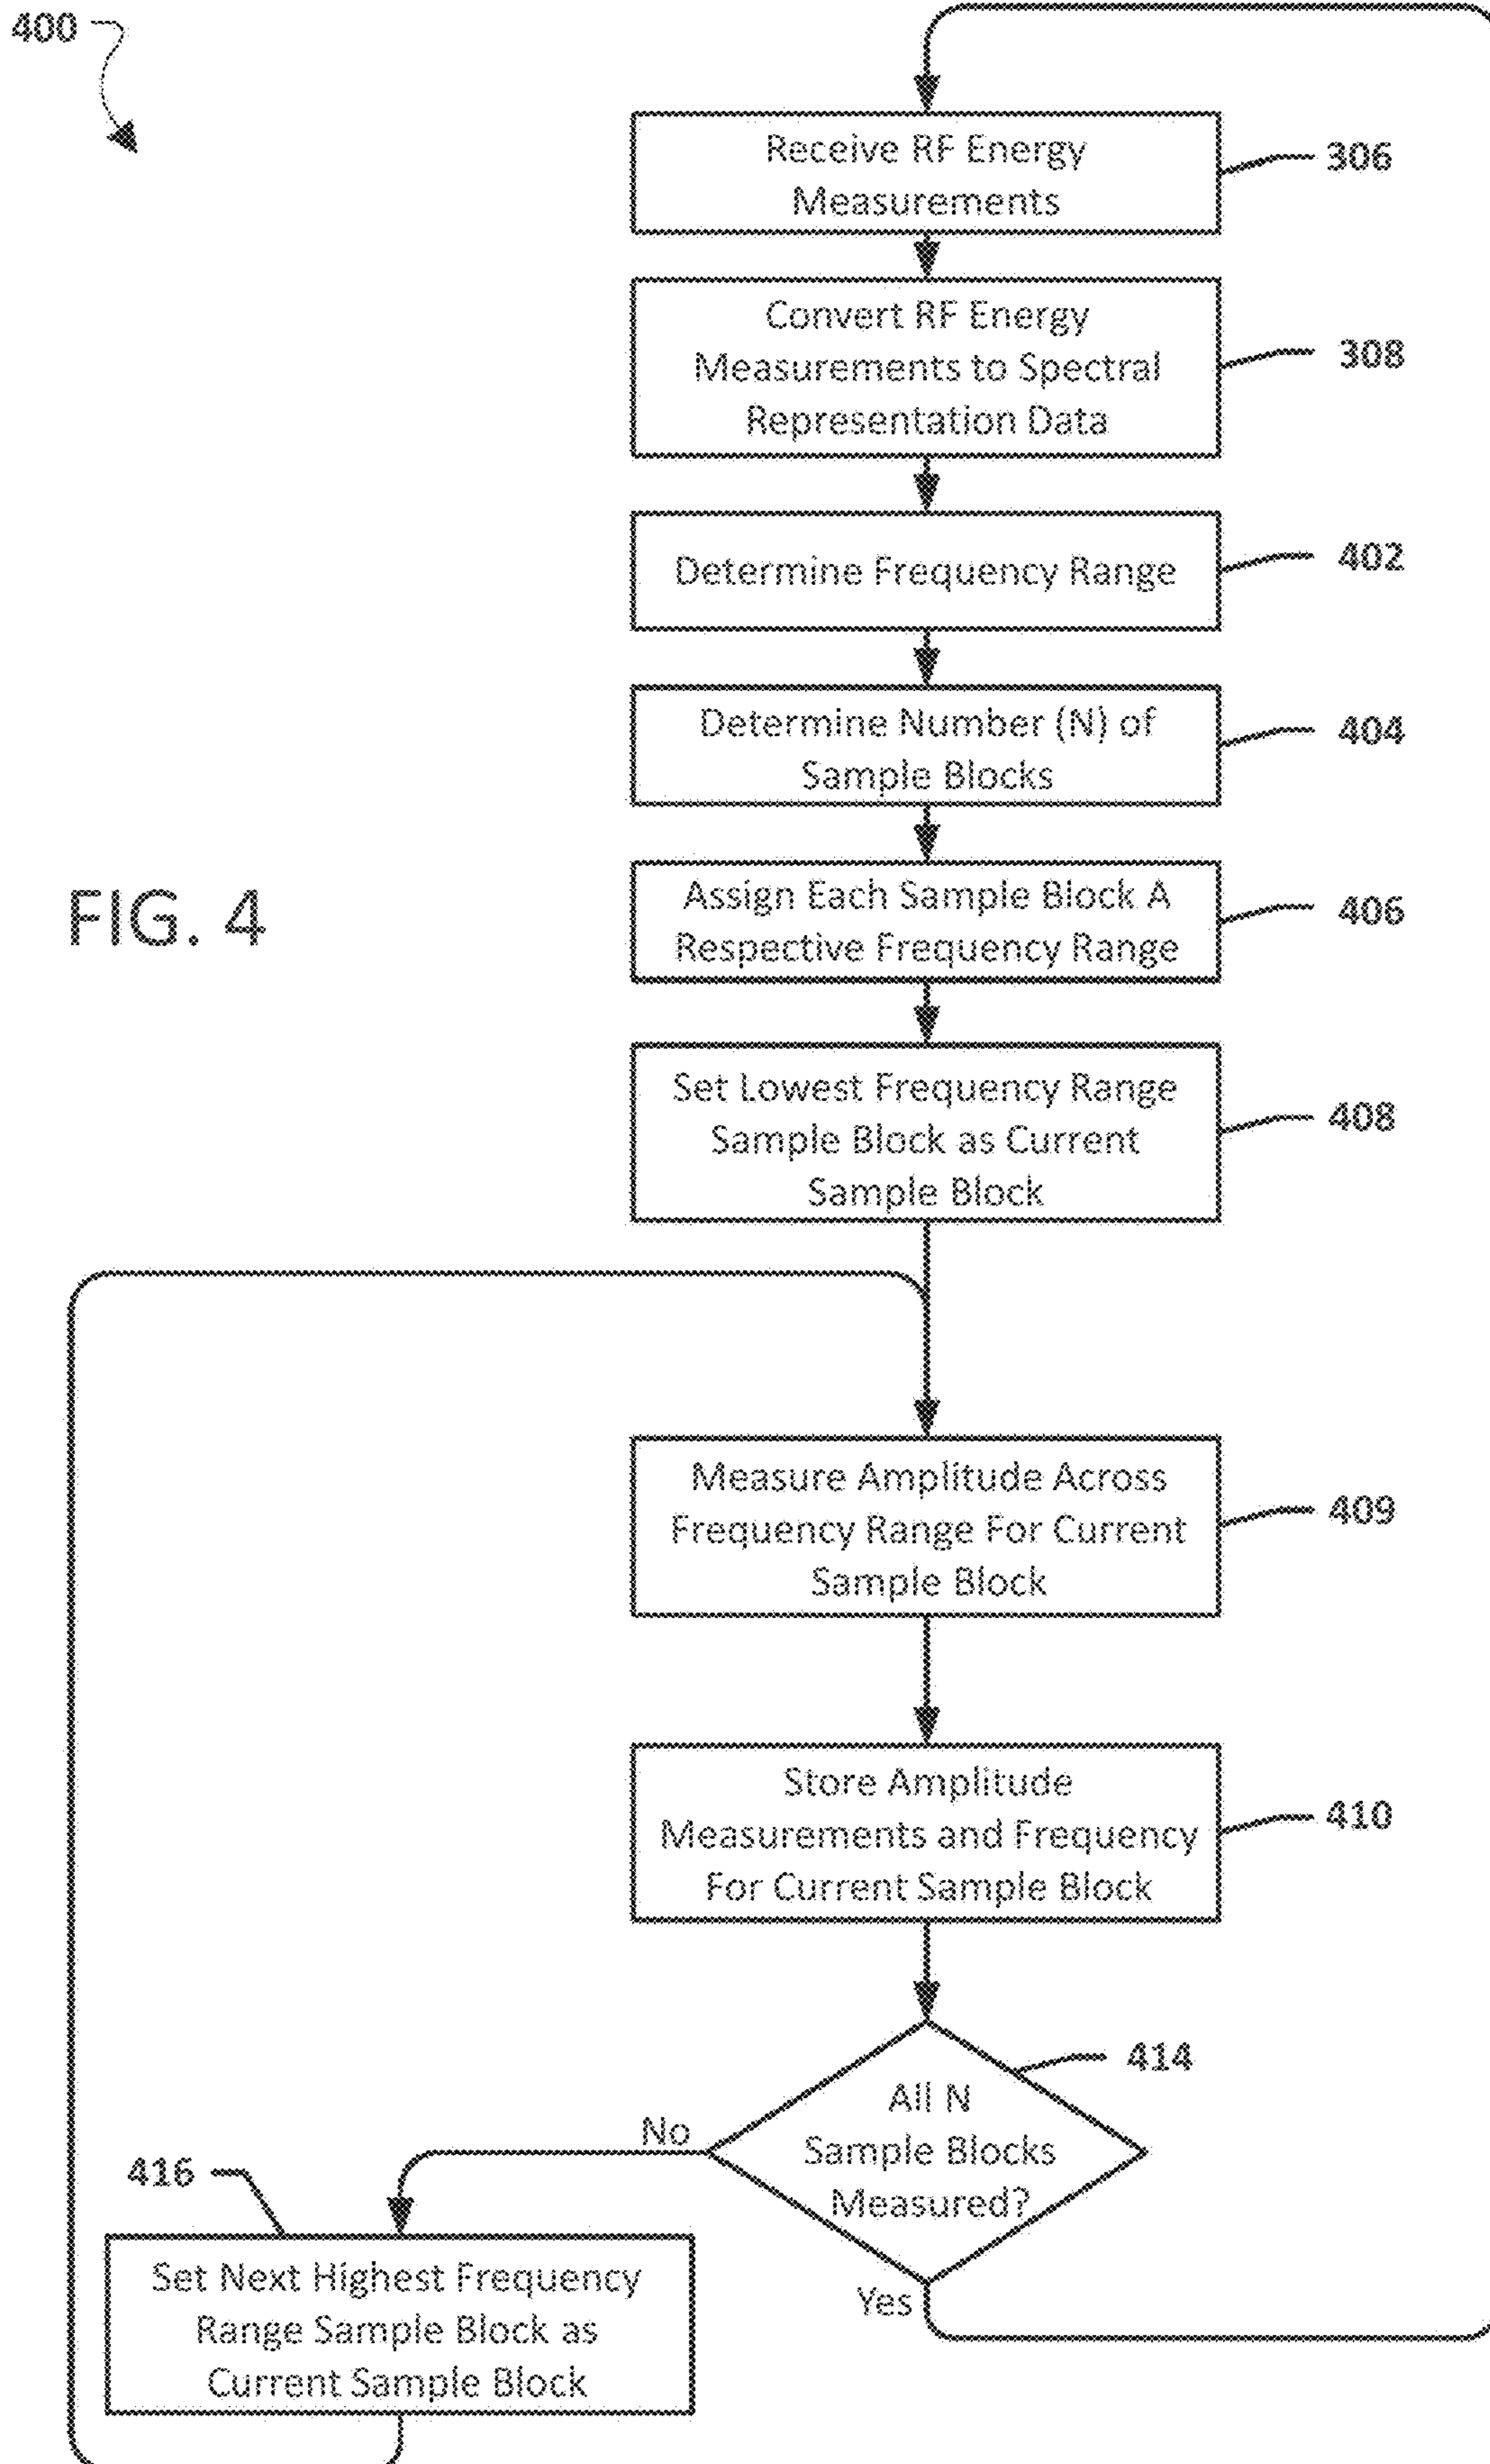 400
Receive RF Energy
Measurements
306
Convert RF Energy
Measurements to Spectral
Representation Data
308
Determine Frequency Range
402
Determine Number (N) of
Sample Blocks
404
Assign Each Sample Block A
Respective Frequency Range
406
FIG. 4
Set Lowest Frequency Range
Sample Block as Current
Sample Block
408
Measure Amplitude Across
Frequency Range For Current
Sample Block
409
Store Amplitude
Measurements and Frequency
For Current Sample Block
410
All N
Sample Blocks
Measured?
414
No
Yes
416
Set Next Highest Frequency
Range Sample Block as
Current Sample Block